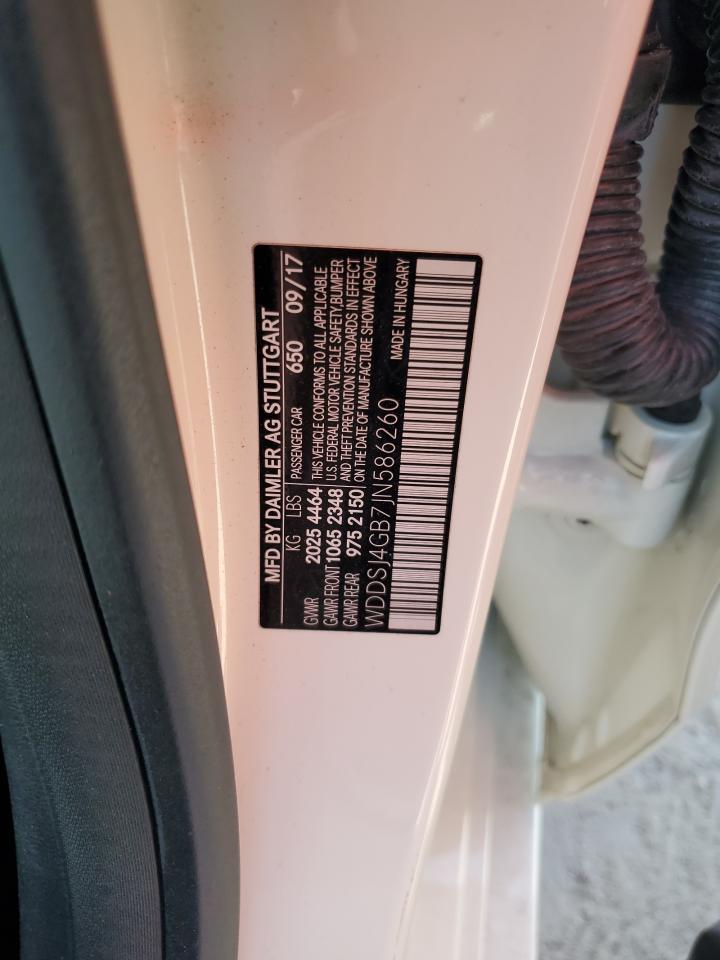 MFD BY DAIMLER AG STUTTGART
KG LBS PASSENGER CAR 650 09/17
GVWR 2025 4464 THIS VEHICLE CONFORMS TO ALL APPLICABLE
GAWR FRONT 1065 2348 U.S. FEDERAL MOTOR VEHICLE SAFETY, BUMPER
GAWR REAR 975 2150 AND THEFT PREVENTION STANDARDS IN EFFECT
ON THE DATE OF MANUFACTURE SHOWN ABOVE
WDDSJ4GB7JN586260 MADE IN HUNGARY